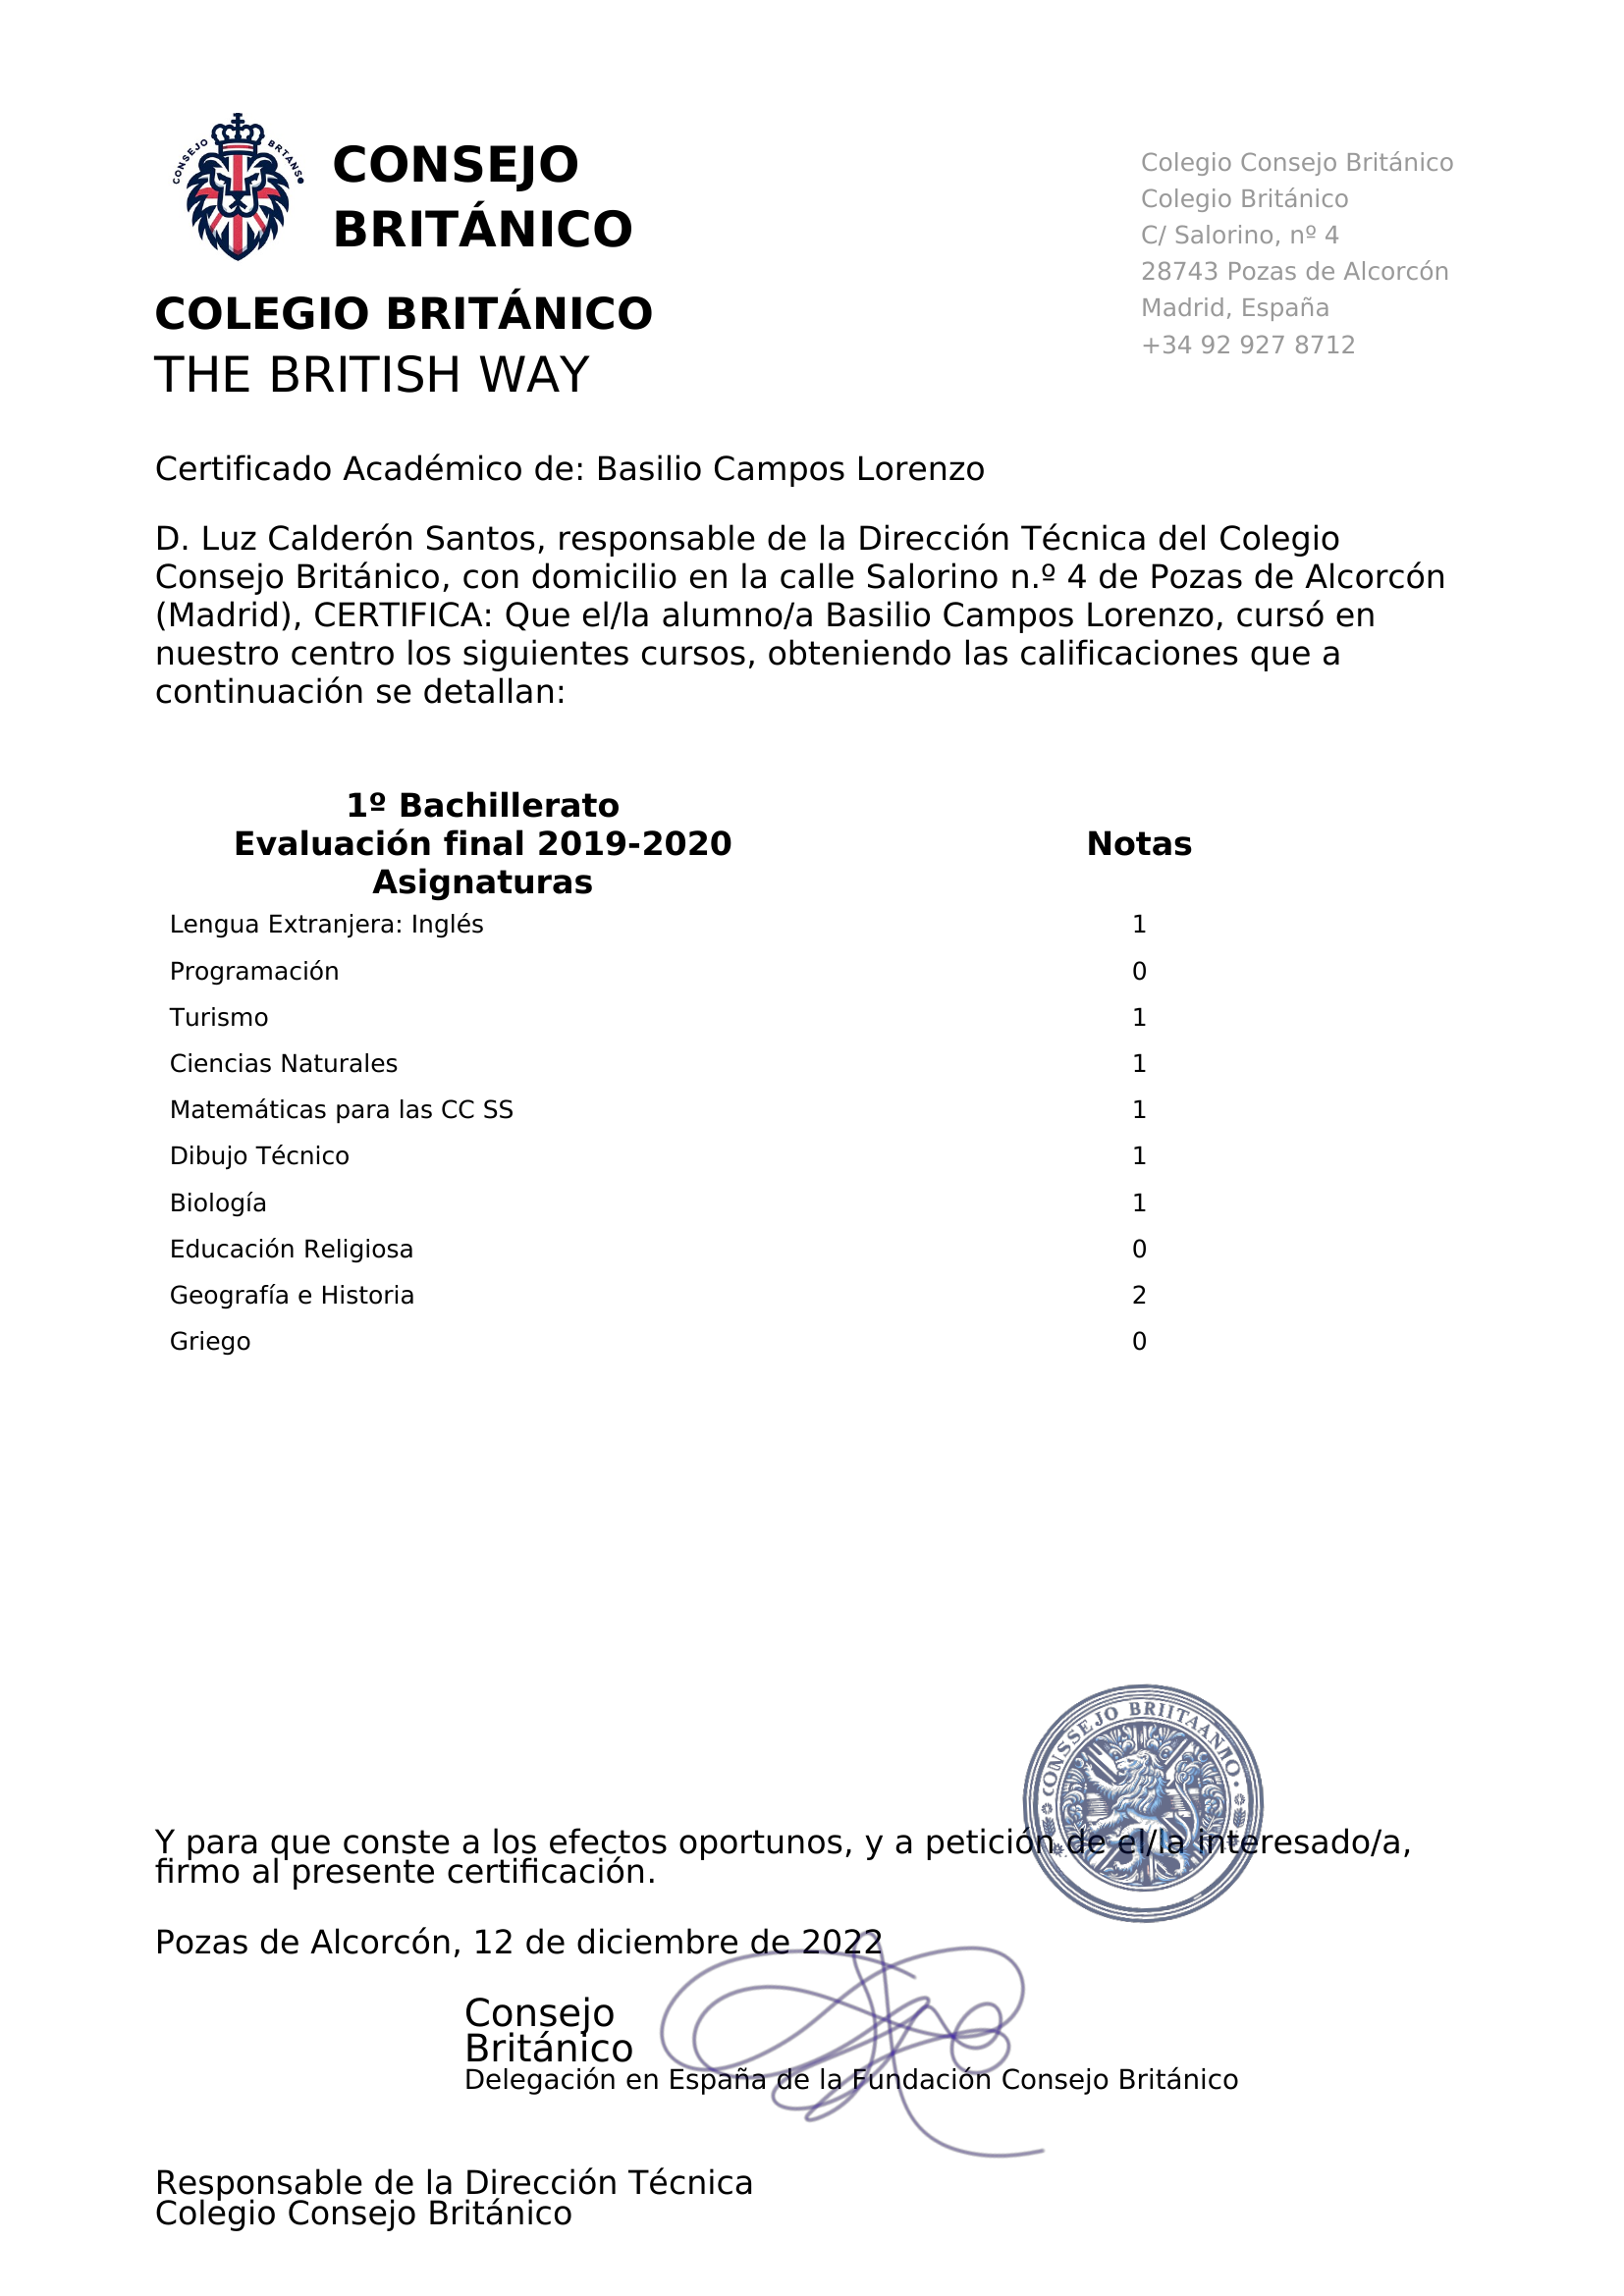 CONSEJO BRTANS
CONSEJO
BRITÁNICO
COLEGIO BRITÁNICO
THE BRITISH WAY
Colegio Consejo Británico
Colegio Británico
C/ Salorino, nº 4
28743 Pozas de Alcorcón
Madrid, España
+34 92 927 8712
Certificado Académico de: Basilio Campos Lorenzo
D. Luz Calderón Santos, responsable de la Dirección Técnica del Colegio
Consejo Británico, con domicilio en la calle Salorino n.º 4 de Pozas de Alcorcón
(Madrid), CERTIFICA: Que el/la alumno/a Basilio Campos Lorenzo, cursó en
nuestro centro los siguientes cursos, obteniendo las calificaciones que a
continuación se detallan:
1º Bachillerato
Evaluación final 2019-2020 Notas
Asignaturas
Lengua Extranjera: Inglés 1
Programación 0
Turismo 1
Ciencias Naturales 1
Matemáticas para las CC SS 1
Dibujo Técnico 1
Biología 1
Educación Religiosa 0
Geografía e Historia 2
Griego 0
CONSSEJO BRIITAANIO
Y para que conste a los efectos oportunos, y a petición de el/la interesado/a,
firmo al presente certificación.
Pozas de Alcorcón, 12 de diciembre de 2022
Consejo
Británico
Delegación en España de la Fundación Consejo Británico
Responsable de la Dirección Técnica
Colegio Consejo Británico